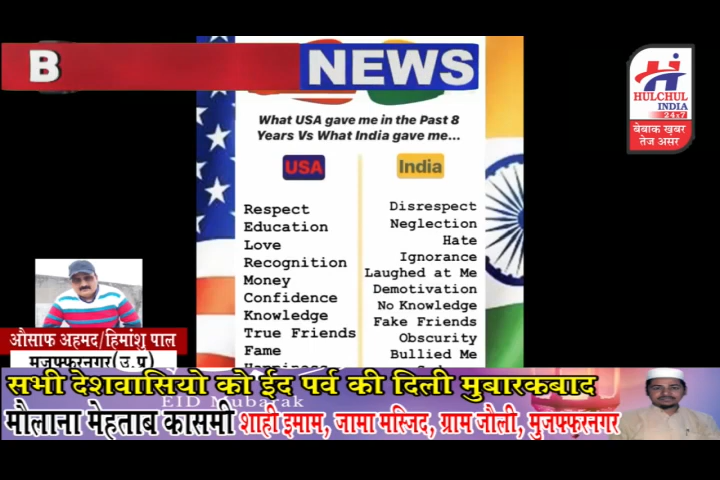 B
NEWS
HULCHUL
INDIA
24x7
बेबाक ख़बर
तेज असर
What USA gave me in the Past 8
Years Vs What India gave me...
USA
Respect
Education
Love
Recognition
Money
Confidence
Knowledge
True Friends
Fame
India
Disrespect
Neglection
Hate
Ignorance
Laughed at Me
Demotivation
No Knowledge
Fake Friends
Obscurity
Bullied Me
औसाफ अहमद/हिमांशु पाल
मुजफ्फरनगर(उ.प्र)
सभी देशवासियो को ईद पर्व की दिली मुबारकबाद
EID Mubarak
मौलाना मेहताब कासमी शाही इमाम, जामा मस्जिद, ग्राम जौली, मुजफ्फरनगर